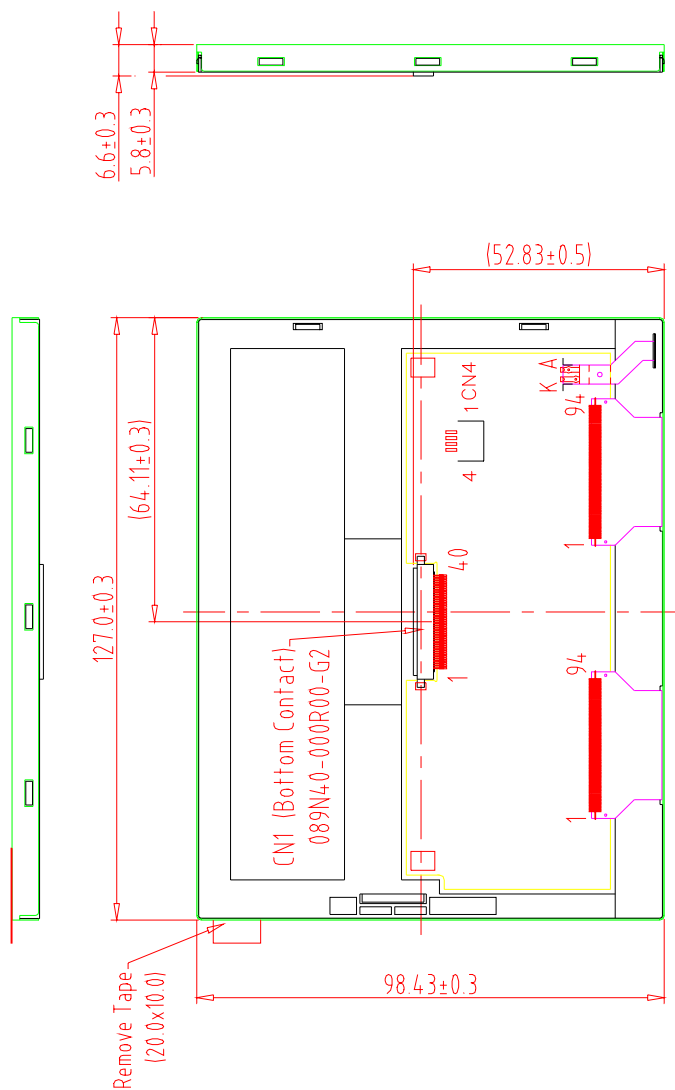 6.6±0.3
5.8±0.3
(52.83±0.5)
127.0±0.3
(64.11±0.3)
K A
94
1 CN4
4
1
40
1
94
1
CN1 (Bottom Contact)
089N40-000R00-G2
98.43±0.3
Remove Tape
(20.0x10.0)